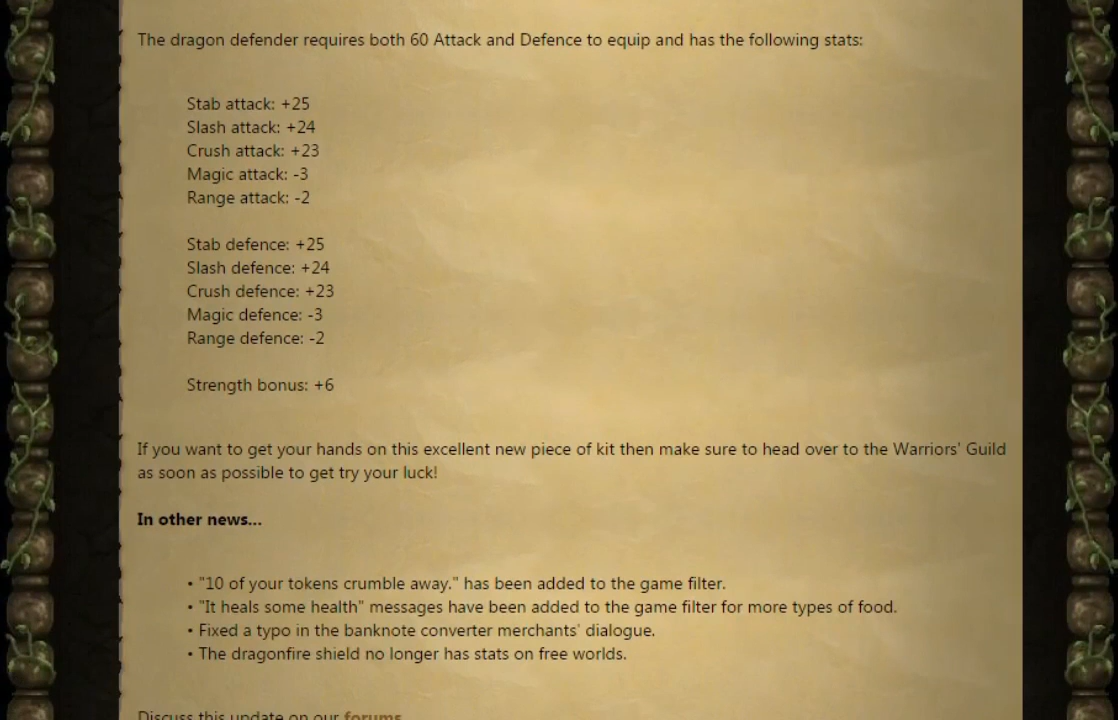 The dragon defender requires both 60 Attack and Defence to equip and has the following stats:
Stab attack: +25
Slash attack: +24
Crush attack: +23
Magic attack: -3
Range attack: -2
Stab defence: +25
Slash defence: +24
Crush defence: +23
Magic defence: -3
Range defence: -2
Strength bonus: +6
If you want to get your hands on this excellent new piece of kit then make sure to head over to the Warriors' Guild
as soon as possible to get try your luck!
In other news...
• "10 of your tokens crumble away." has been added to the game filter.
• "It heals some health" messages have been added to the game filter for more types of food.
• Fixed a typo in the banknote converter merchants' dialogue.
• The dragonfire shield no longer has stats on free worlds.
Discuss this update on our forums